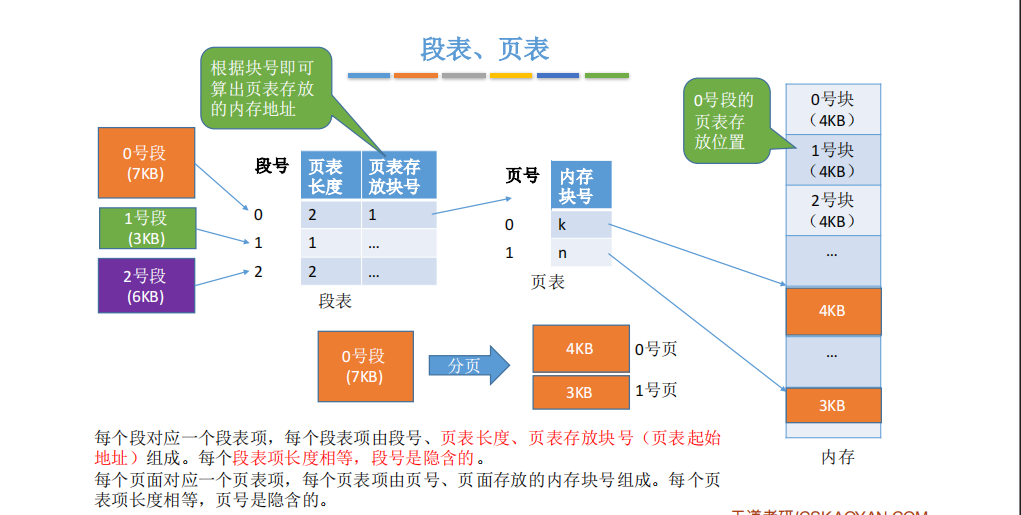 段表、页表
根据块号即可
算出页表存放
的内存地址
0号段的
页表存
放位置
0号块
（4KB）
1号块
（4KB）
2号块
（4KB）
...
4KB
...
3KB
内存
0号段
(7KB)
1号段
(3KB)
2号段
(6KB)
段号
页表
长度
页表存
放块号
0
2
1
1
1
...
2
2
...
段表
页号
内存
块号
0
k
1
n
页表
0号段
(7KB)
分页
4KB
0号页
3KB
1号页
每个段对应一个段表项，每个段表项由段号、页表长度、页表存放块号（页表起始
地址）组成。每个段表项长度相等，段号是隐含的。
每个页面对应一个页表项，每个页表项由页号、页面存放的内存块号组成。每个页
表项长度相等，页号是隐含的。